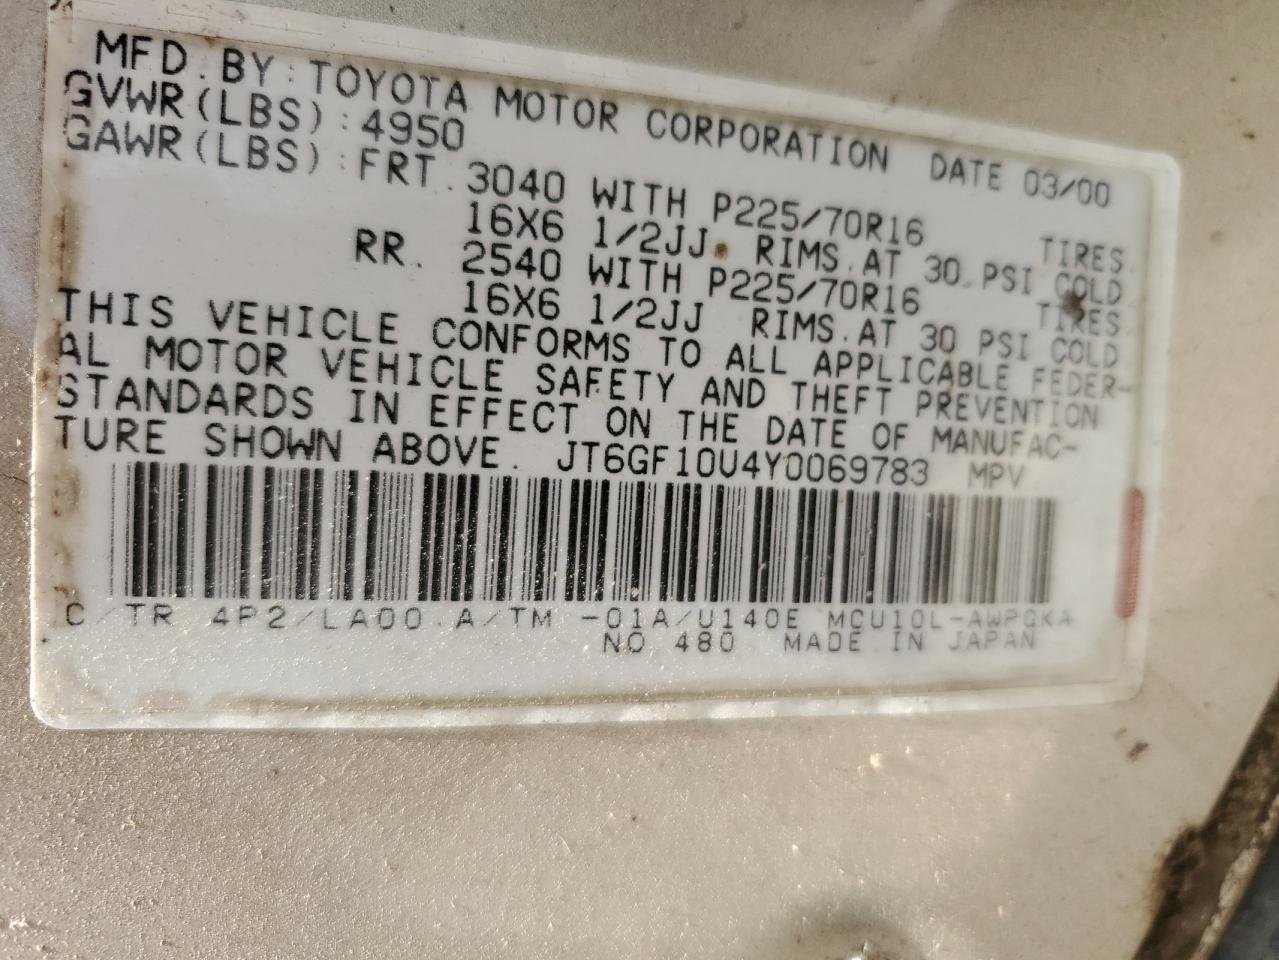 MFD. BY: TOYOTA MOTOR CORPORATION DATE 03/00
GVWR(LBS): 4950
GAWR(LBS): FRT. 3040 WITH P225/70R16 TIRES.
16X6 1/2JJ. RIMS. AT 30. PSI COLD
RR. 2540 WITH P225/70R16 TIRES.
16X6 1/2JJ RIMS. AT 30 PSI COLD
THIS VEHICLE CONFORMS TO ALL APPLICABLE FEDER-
AL MOTOR VEHICLE SAFETY AND THEFT PREVENTION
STANDARDS IN EFFECT ON THE DATE OF MANUFAC-
TURE SHOWN ABOVE. JT6GF10U4Y0069783 MPV
C/TR 4P2/LA00 A/TM -01A/U140E MCU10L-AWPGKA
NO 480 MADE IN JAPAN